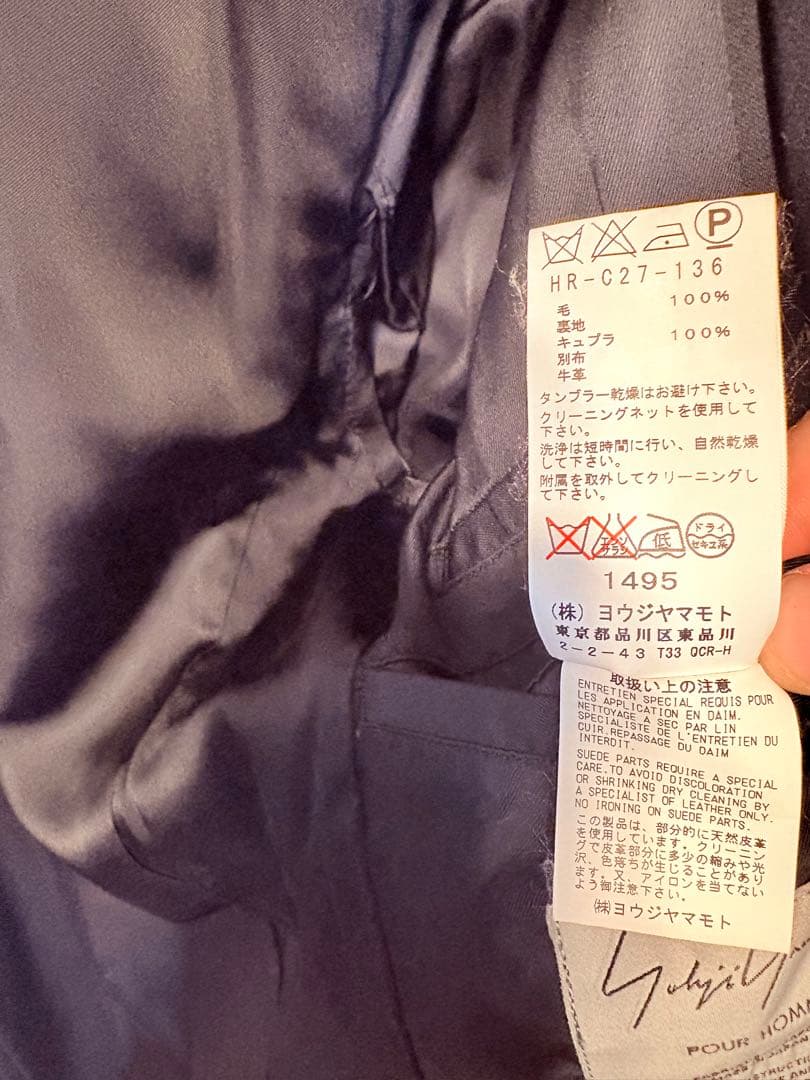 P
HR-C27-136
毛 100%
裏地
キュプラ 100%
別布
牛革
タンブラー乾燥はお避け下さい。
クリーニングネットを使用して
下さい。
洗浄は短時間に行い、自然乾燥
して下さい。
附属を取外してクリーニングし
て下さい。
エンソ サラシ 低 ドライ セキユ系
1495
(株) ヨウジヤマモト
東京都品川区東品川
2-2-43 T33 QCR-H
取扱い上の注意
ENTRETIEN SPECIAL REQUIS POUR
LES APPLICATION EN DAIM.
NETTOYAGE A SEC PAR LIN
SPECIALISTE DE L'ENTRETIEN DU
CUIR.REPASSAGE DU DAIM
INTERDIT.
SUEDE PARTS REQUIRE A SPECIAL
CARE.TO AVOID DISCOLORATION
OR SHRINKING DRY CLEANING BY
A SPECIALIST OF LEATHER ONLY.
NO IRONING ON SUEDE PARTS.
この製品は、部分的に天然皮革
を使用しています。クリーニン
グで皮革部分に多少の縮みや光
沢、色落ちが生じることがあり
ます。又、アイロンを当てない
よう御注意下さい。
(株)ヨウジヤマモト
Yohji
POUR HOM